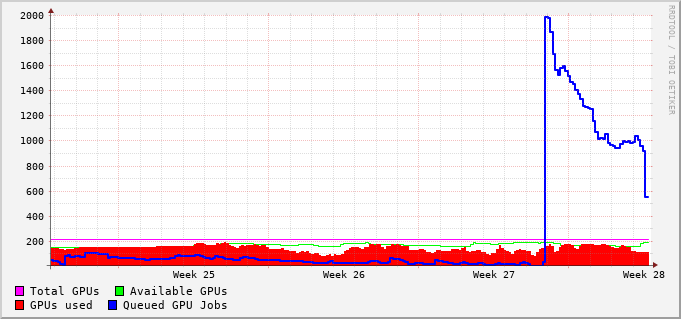 2000
1800
1600
1400
1200
1000
800
600
400
200
Week 25 Week 26 Week 27 Week 28
Total GPUs Available GPUs
GPUs used Queued GPU Jobs
RRDTOOL / TOBI OETIKER